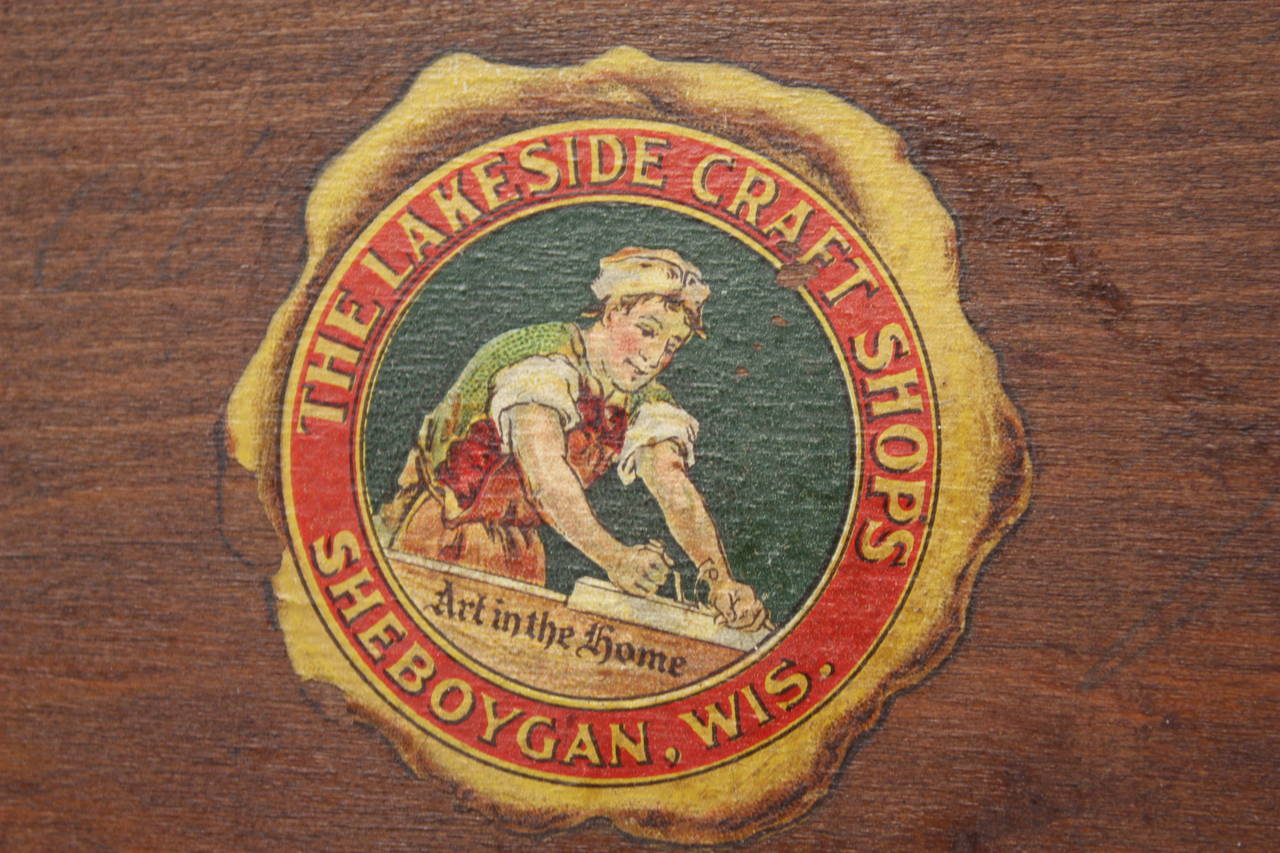 THE LAKESIDE CRAFT SHOPS
Art in the Home
SHEBOYGAN, WIS.